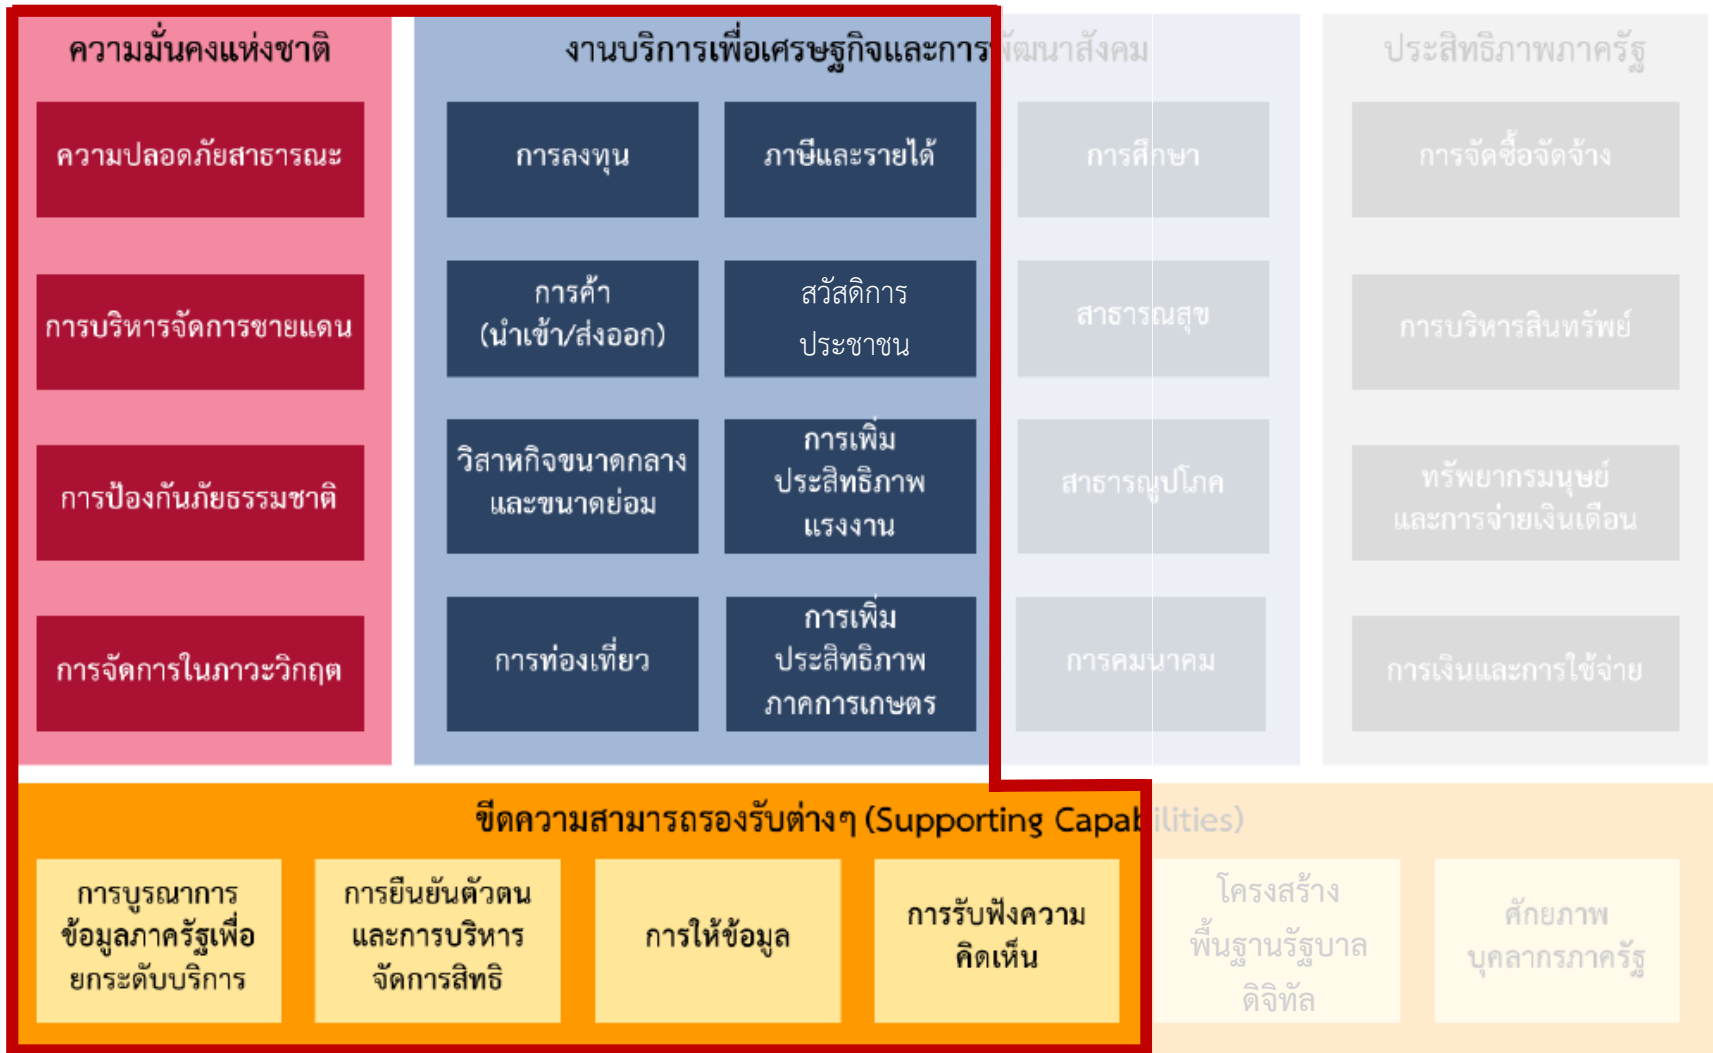 ความมั่นคงแห่งชาติ
ความปลอดภัยสาธารณะ
การบริหารจัดการชายแดน
การป้องกันภัยธรรมชาติ
การจัดการในภาวะวิกฤต
งานบริการเพื่อเศรษฐกิจและการพัฒนาสังคม
การลงทุน
การค้า
(นำเข้า/ส่งออก)
วิสาหกิจขนาดกลาง
และขนาดย่อม
การท่องเที่ยว
ภาษีและรายได้
สวัสดิการ
ประชาชน
การเพิ่ม
ประสิทธิภาพ
แรงงาน
การเพิ่ม
ประสิทธิภาพ
ภาคการเกษตร
การศึกษา
สาธารณสุข
สาธารณูปโภค
การคมนาคม
ประสิทธิภาพภาครัฐ
การจัดซื้อจัดจ้าง
การบริหารสินทรัพย์
ทรัพยากรมนุษย์
และการจ่ายเงินเดือน
การเงินและการใช้จ่าย
ขีดความสามารถรองรับต่างๆ (Supporting Capabilities)
การบูรณาการ
ข้อมูลภาครัฐเพื่อ
ยกระดับบริการ
การยืนยันตัวตน
และการบริหาร
จัดการสิทธิ
การให้ข้อมูล
การรับฟังความ
คิดเห็น
โครงสร้าง
พื้นฐานรัฐบาล
ดิจิทัล
ศักยภาพ
บุคลากรภาครัฐ